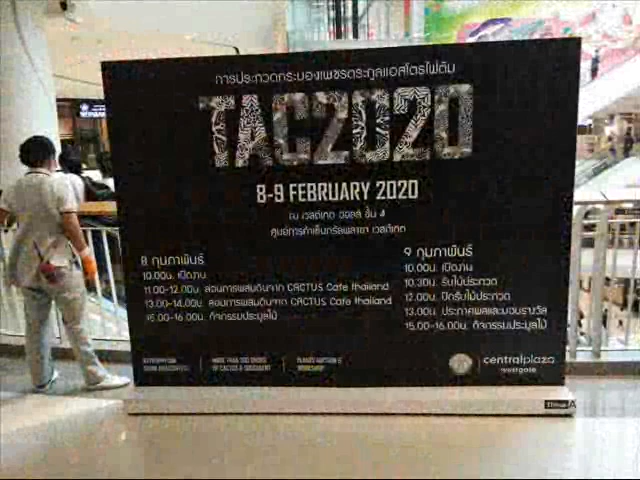 การประกวดกระบองเพชรตระกูลแอสโตรไฟตัม
TAC2020
8-9 FEBRUARY 2020
ณ เวสต์เกต ฮอลล์ ชั้น 4
ศูนย์การค้าเซ็นทรัลพลาซา เวสต์เกต
8 กุมภาพันธ์
10.00น. เปิดงาน
11.00-12.00น. สอนการผสมดินจาก CACTUS Cafe thailand
13.00-14.00น. สอนการผสมดินจาก CACTUS Cafe thailand
15.00-16.00น. กิจกรรมประมูลไม้
9 กุมภาพันธ์
10.00น. เปิดงาน
10.30น. รับไม้ประกวด
12.00น. ปิดรับไม้ประกวด
13.00น. ประกาศผลและมอบรางวัล
15.00-16.00น. กิจกรรมประมูลไม้
OF CACTUS & SUCCULENT
WORKSHOP
centralplaza
westgate